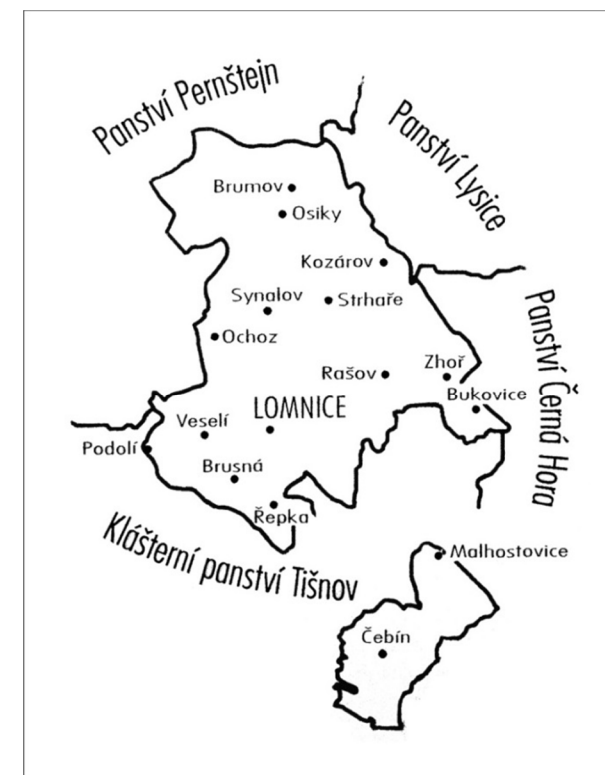 Panství Pernštejn
Panství Lysice
Brumov
Osiky
Kozárov
Synalov
Strhaře
Ochoz
Panství Černá Hora
Zhoř
Rašov
Bukovice
LOMNICE
Veselí
Podolí
Brusná
Řepka
Klášterní panství Tišnov
Malhostovice
Čebín